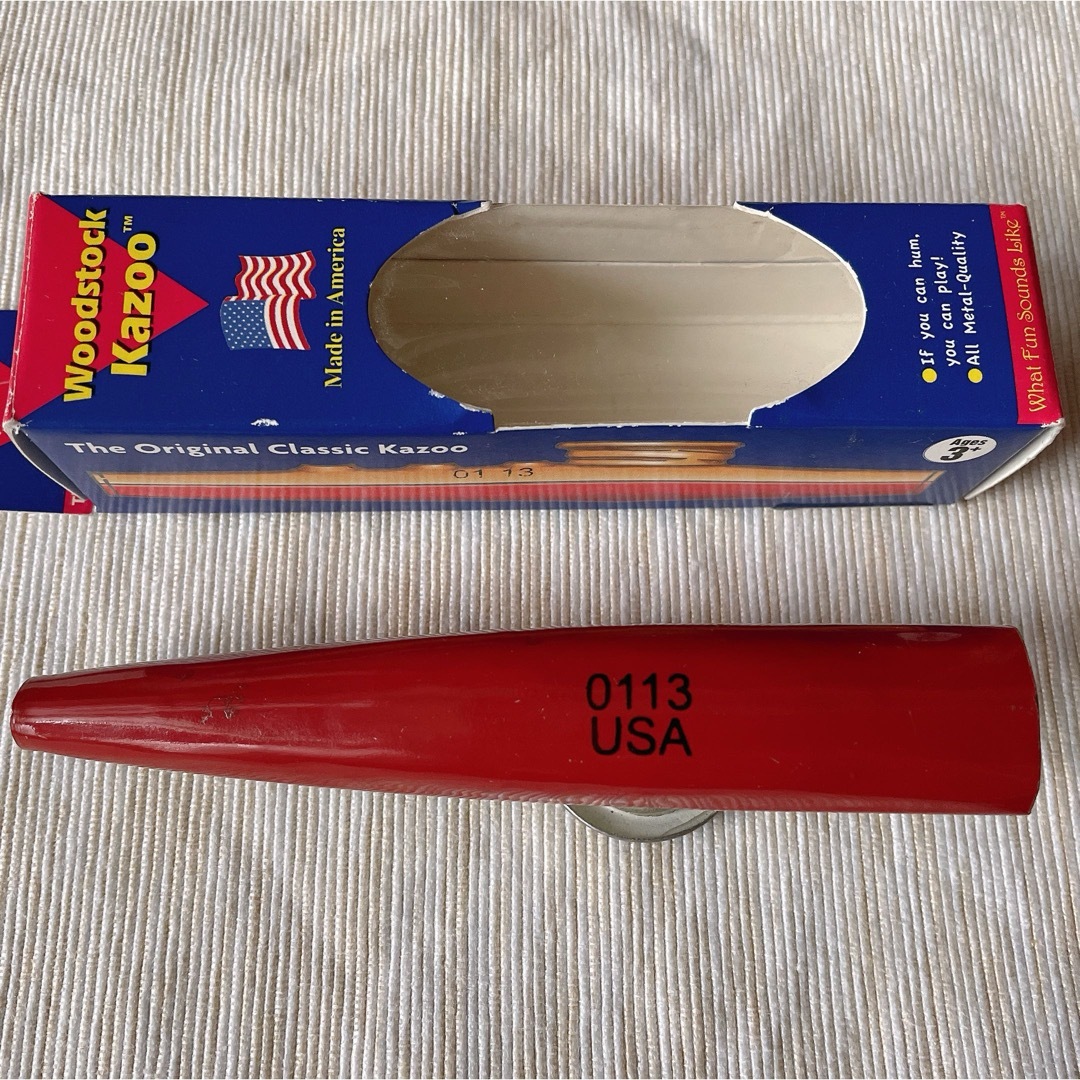 Woodstock
Kazoo™
Made in America
● If you can hum,
you can play!
● All Metal-Quality
What Fun Sounds Like™
The Original Classic Kazoo
01 13
Ages
3+
0113
USA